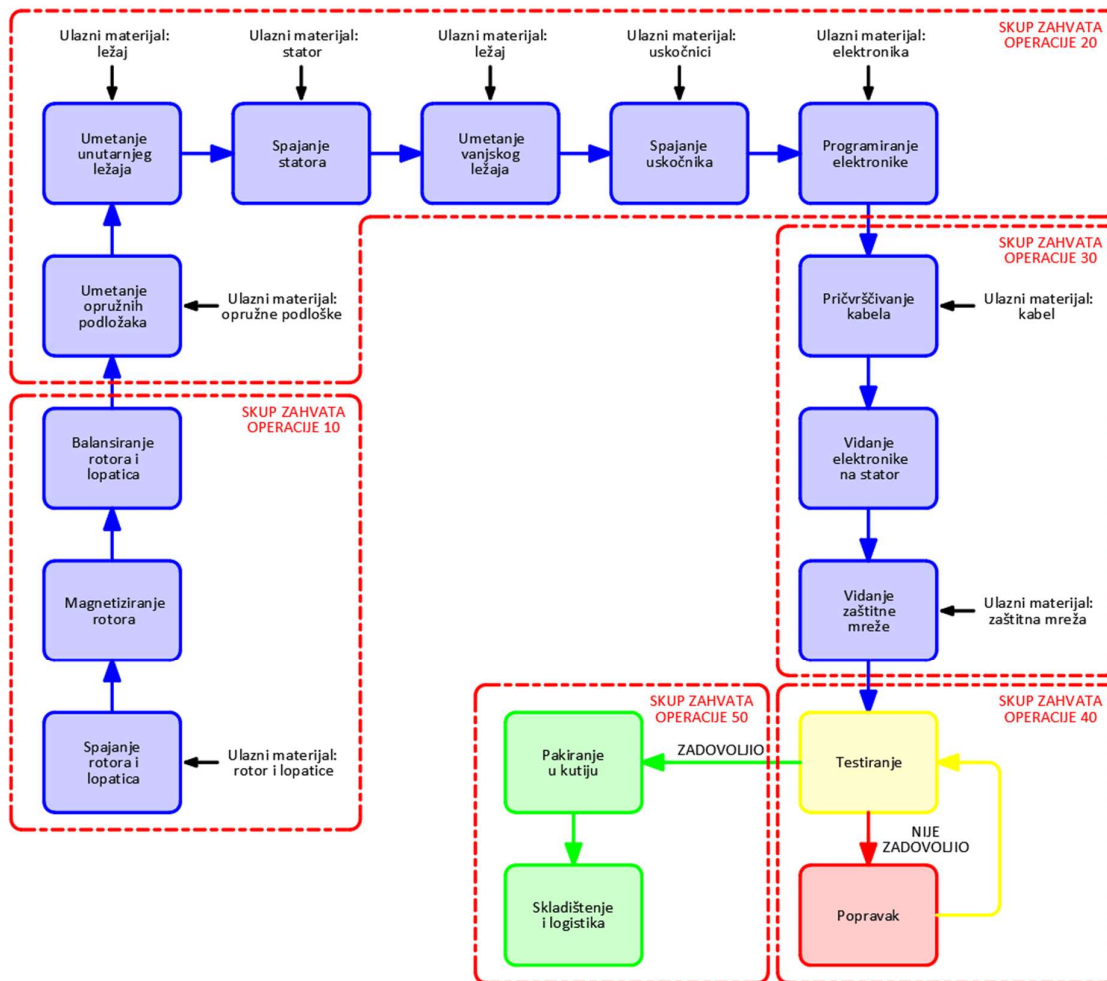 SKUP ZAHVATA
OPERACIJE 20
Ulazni materijal:
ležaj
Ulazni materijal:
stator
Ulazni materijal:
ležaj
Ulazni materijal:
uskočnici
Ulazni materijal:
elektronika
Umetanje
unutarnjeg
ležaja
Spajanje
statora
Umetanje
vanjskog
ležaja
Spajanje
uskočnika
Programiranje
elektronike
Umetanje
opružnih
podložaka
Ulazni materijal:
opružne podloške
SKUP ZAHVATA
OPERACIJE 30
Pričvrščivanje
kabela
Ulazni materijal:
kabel
SKUP ZAHVATA
OPERACIJE 10
Balansiranje
rotora i
lopatica
Vidanje
elektronike
na stator
Magnetiziranje
rotora
Vidanje
zaštitne
mreže
Ulazni materijal:
zaštitna mreža
Spajanje
rotora i
lopatica
Ulazni materijal:
rotor i lopatice
SKUP ZAHVATA
OPERACIJE 50
Pakiranje
u kutiju
ZADOVOLJIO
SKUP ZAHVATA
OPERACIJE 40
Testiranje
NIJE
ZADOVOLJIO
Skladištenje
i logistika
Popravak